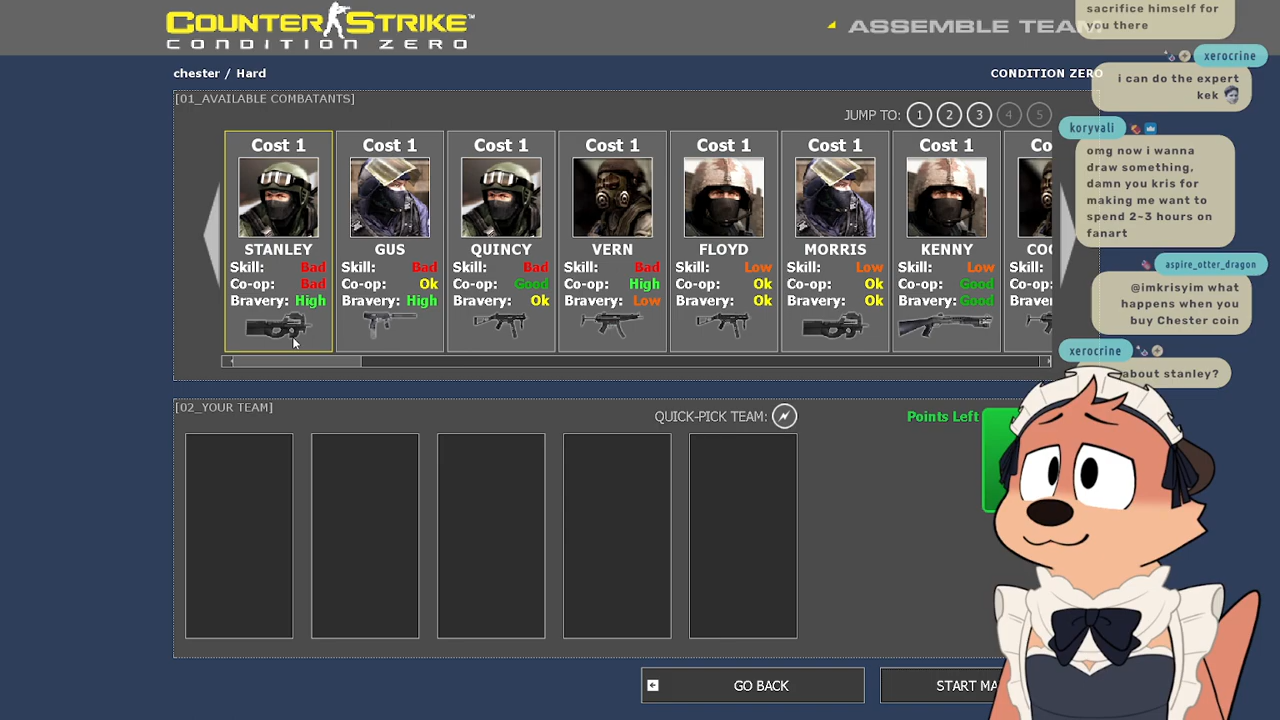 COUNTER STRIKE™
CONDITION ZERO
ASSEMBLE TEAM
chester / Hard
CONDITION ZERO
[01_AVAILABLE COMBATANTS]
JUMP TO: 1 2 3 4 5
Cost 1
STANLEY
Skill: Bad
Co-op: Bad
Bravery: High
Cost 1
GUS
Skill: Bad
Co-op: Ok
Bravery: High
Cost 1
QUINCY
Skill: Bad
Co-op: Good
Bravery: Ok
Cost 1
VERN
Skill: Bad
Co-op: High
Bravery: Low
Cost 1
FLOYD
Skill: Low
Co-op: Ok
Bravery: Ok
Cost 1
MORRIS
Skill: Low
Co-op: Ok
Bravery: Ok
Cost 1
KENNY
Skill: Low
Co-op: Good
Bravery: Good
Co
COO
Skill:
Co-op:
Bravery
[02_YOUR TEAM]
QUICK-PICK TEAM:
Points Left
GO BACK
START MA
sacrifice himself for
you there
xerocrine
i can do the expert
kek
koryvali
omg now i wanna
draw something,
damn you kris for
making me want to
spend 2-3 hours on
fanart
aspire_otter_dragon
@imkrisyim what
happens when you
buy Chester coin
xerocrine
about stanley?